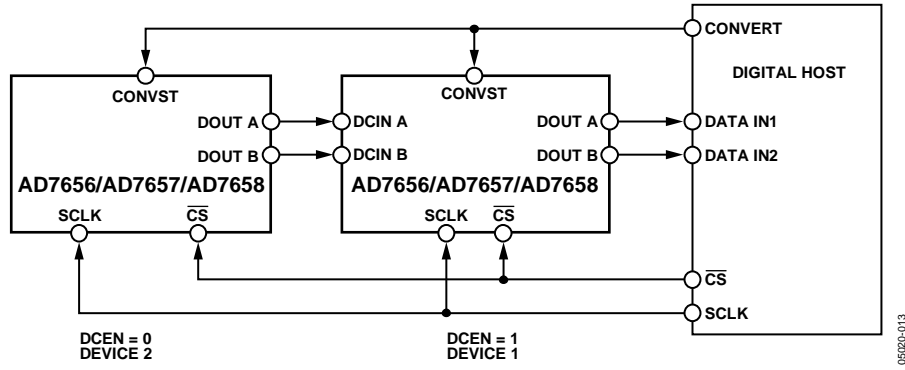 CONVERT
DIGITAL HOST
CONVST
CONVST
DOUT A
DCIN A
DOUT A
DATA IN1
DOUT B
DCIN B
DOUT B
DATA IN2
AD7656/AD7657/AD7658
AD7656/AD7657/AD7658
SCLK
CS
SCLK
CS
CS
SCLK
DCEN = 0
DEVICE 2
DCEN = 1
DEVICE 1
05020-013